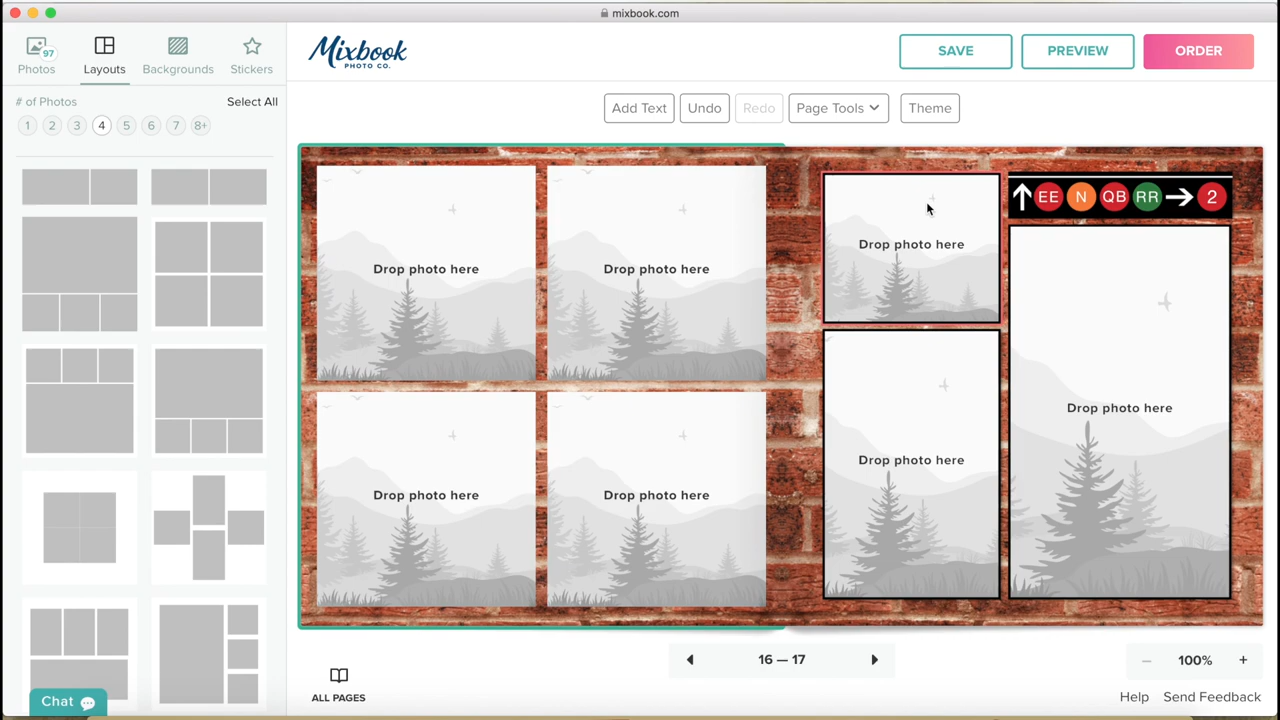 mixbook.com
97
Photos
Layouts
Backgrounds
Stickers
# of Photos
Select All
1 2 3 4 5 6 7 8+
Mixbook
PHOTO CO.
SAVE
PREVIEW
ORDER
Add Text
Undo
Redo
Page Tools
Theme
Drop photo here
Drop photo here
Drop photo here
Drop photo here
Drop photo here
EE N QB RR 2
Drop photo here
Drop photo here
ALL PAGES
16 — 17
– 100% +
Chat
Help
Send Feedback